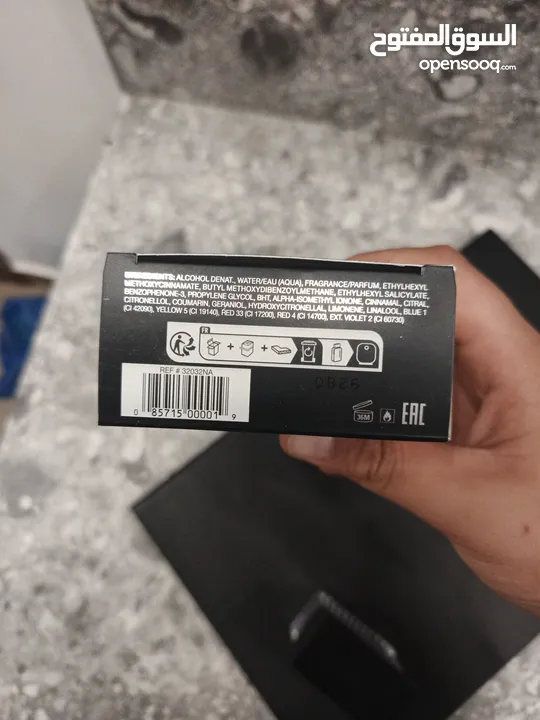 السوق المفتوح
opensooq.com
INGREDIENTS: ALCOHOL DENAT., WATER/EAU (AQUA), FRAGRANCE/PARFUM, ETHYLHEXYL
METHOXYCINNAMATE, BUTYL METHOXYDIBENZOYLMETHANE, ETHYLHEXYL SALICYLATE,
BENZOPHENONE-3, PROPYLENE GLYCOL, BHT, ALPHA-ISOMETHYL IONONE, CINNAMAL, CITRAL,
CITRONELLOL, COUMARIN, GERANIOL, HYDROXYCITRONELLAL, LIMONENE, LINALOOL, BLUE 1
(CI 42090), YELLOW 5 (CI 19140), RED 33 (CI 17200), RED 4 (CI 14700), EXT. VIOLET 2 (CI 60730)
FR
+ +
REF # 32032NA
0 85715 00001 9
0826
36M
EAC